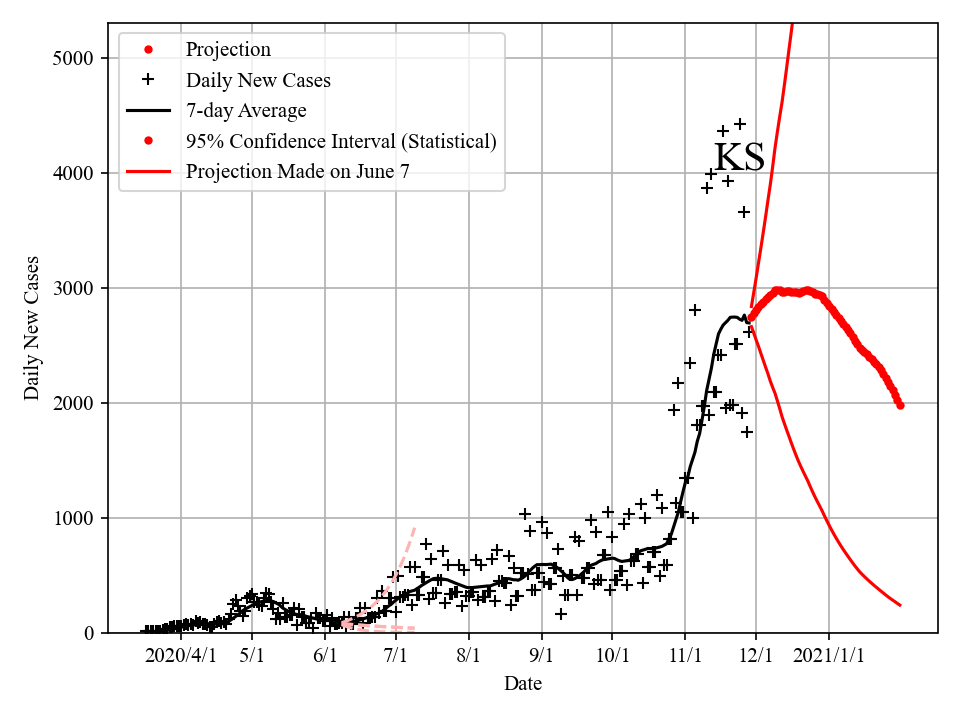 5000
4000
3000
2000
1000
0
Daily New Cases
Projection
Daily New Cases
7-day Average
95% Confidence Interval (Statistical)
Projection Made on June 7
KS
2020/4/1 5/1 6/1 7/1 8/1 9/1 10/1 11/1 12/1 2021/1/1
Date